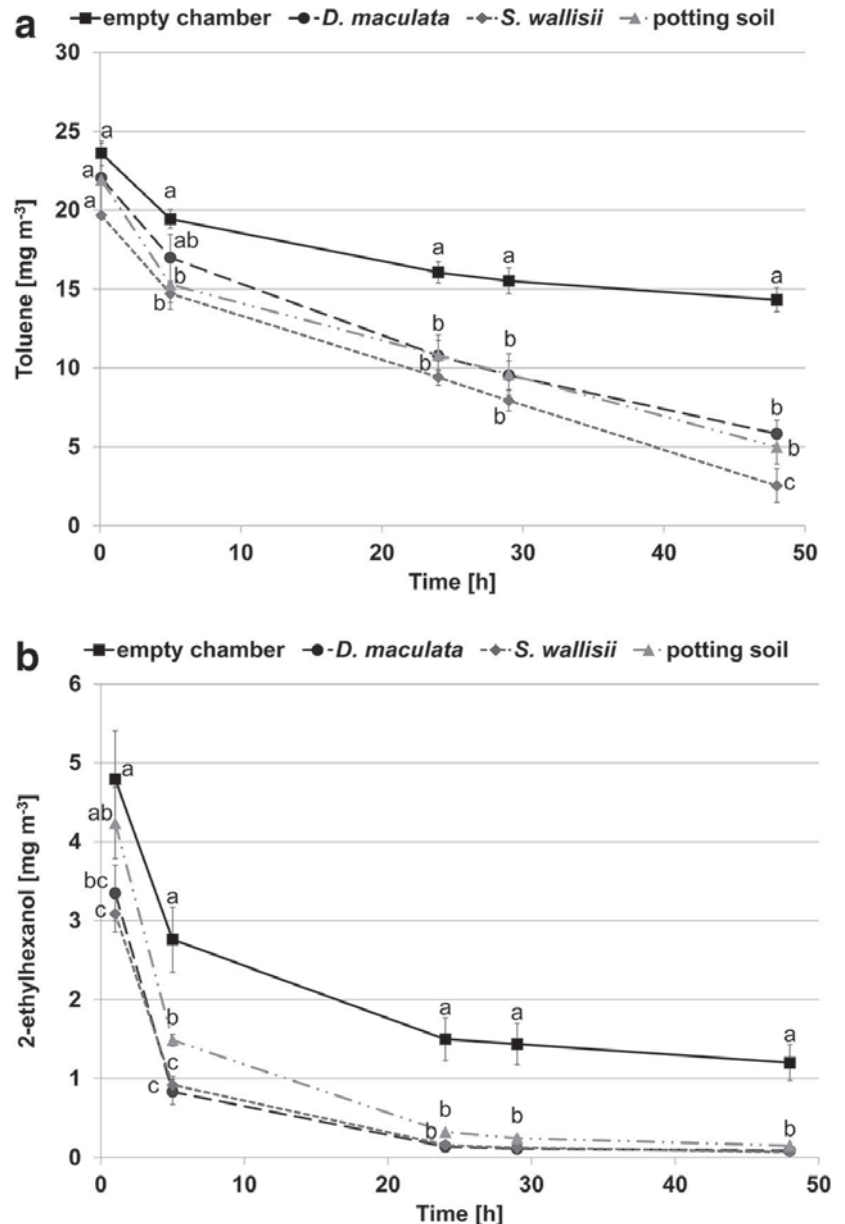 a
empty chamber D. maculata S. wallisii potting soil
30
25
20
15
10
5
0
Toluene [mg m-3]
a
a
a
a
ab
b
b
a
b
b
a
b
b
a
b
b
c
0 10 20 30 40 50
Time [h]
b
empty chamber D. maculata S. wallisii potting soil
6
5
4
3
2
1
0
2-ethylhexanol [mg m-3]
a
ab
bc
c
a
b
c
c
a
b
b
a
b
a
b
0 10 20 30 40 50
Time [h]